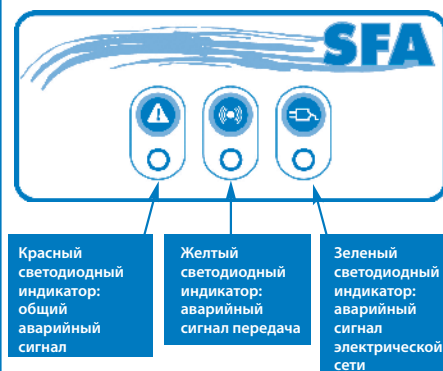 SFA
Красный
светодиодный
индикатор:
общий
аварийный
сигнал
Желтый
светодиодный
индикатор:
аварийный
сигнал передача
Зеленый
светодиодный
индикатор:
аварийный
сигнал
электрической
сети